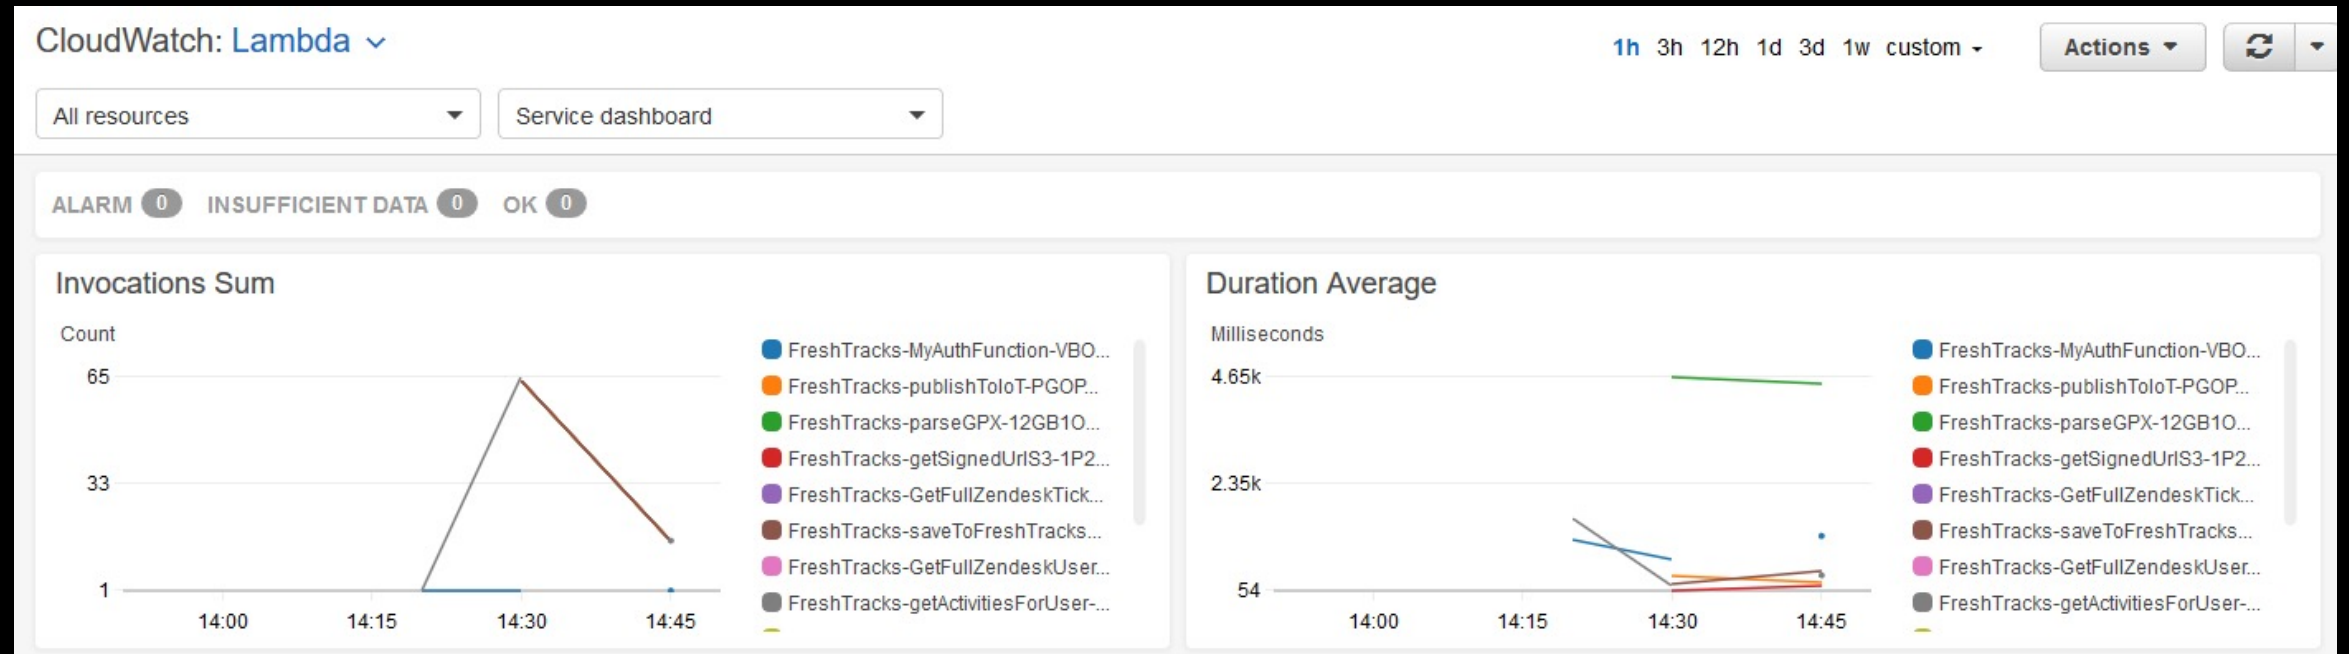 CloudWatch: Lambda
1h 3h 12h 1d 3d 1w custom
Actions
All resources
Service dashboard
ALARM 0 INSUFFICIENT DATA 0 OK 0
Invocations Sum
Count
65
33
1
14:00 14:15 14:30 14:45
FreshTracks-MyAuthFunction-VBO...
FreshTracks-publishToIoT-PGOP...
FreshTracks-parseGPX-12GB1O...
FreshTracks-getSignedUrlS3-1P2...
FreshTracks-GetFullZendeskTick...
FreshTracks-saveToFreshTracks...
FreshTracks-GetFullZendeskUser...
FreshTracks-getActivitiesForUser-...
Duration Average
Milliseconds
4.65k
2.35k
54
14:00 14:15 14:30 14:45
FreshTracks-MyAuthFunction-VBO...
FreshTracks-publishToIoT-PGOP...
FreshTracks-parseGPX-12GB1O...
FreshTracks-getSignedUrlS3-1P2...
FreshTracks-GetFullZendeskTick...
FreshTracks-saveToFreshTracks...
FreshTracks-GetFullZendeskUser...
FreshTracks-getActivitiesForUser-...